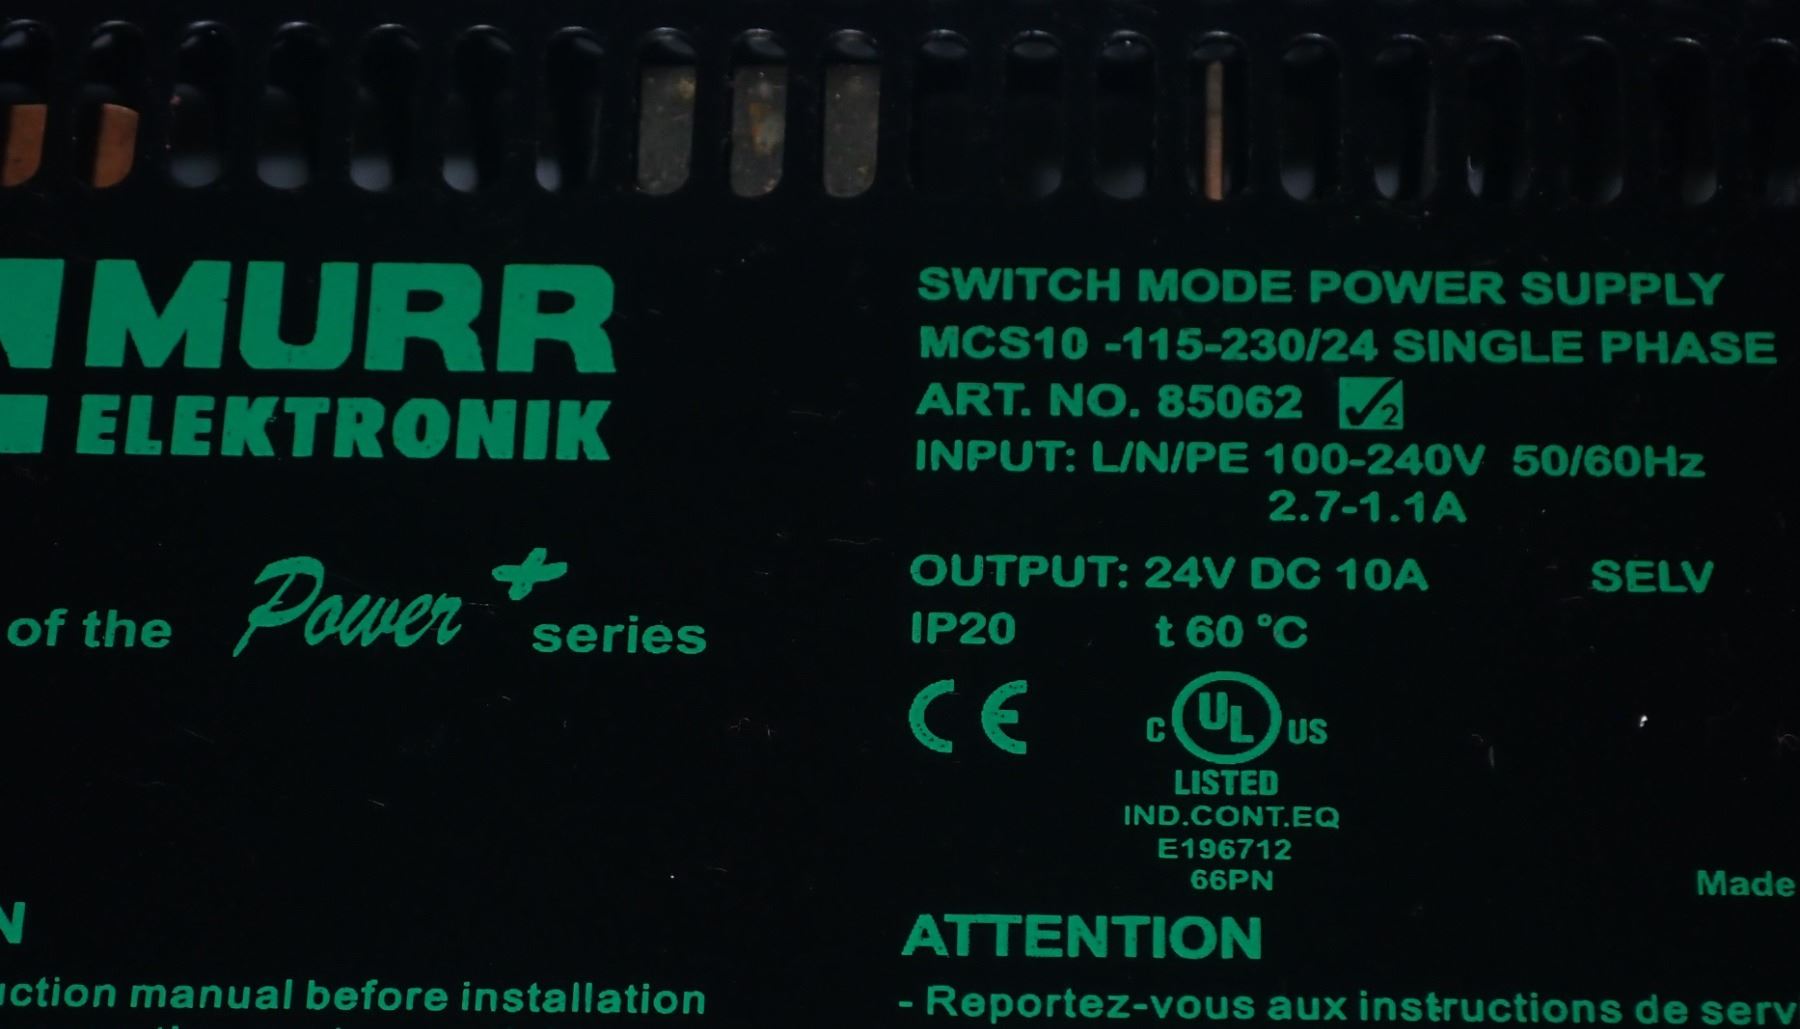 MURR
ELEKTRONIK
of the Power+ series
SWITCH MODE POWER SUPPLY
MCS10 -115-230/24 SINGLE PHASE
ART. NO. 85062 2
INPUT: L/N/PE 100-240V 50/60Hz
2.7-1.1A
OUTPUT: 24V DC 10A SELV
IP20 t 60 °C
CE
C UL US
LISTED
IND.CONT.EQ
E196712
66PN
Made
N
uction manual before installation
ATTENTION
- Reportez-vous aux instructions de serv